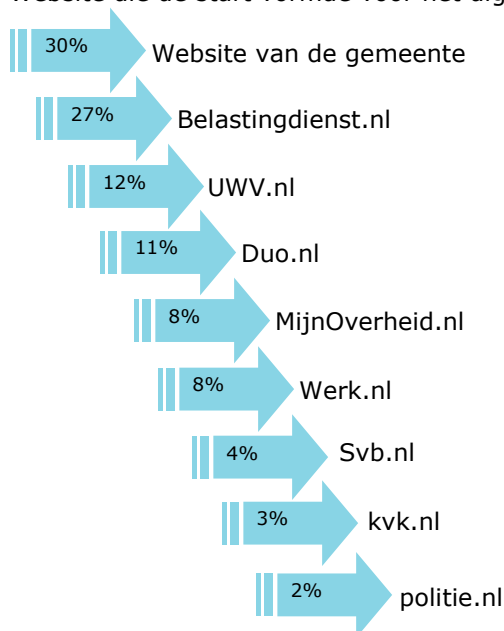 30% Website van de gemeente
27% Belastingdienst.nl
12% UWV.nl
11% Duo.nl
8% MijnOverheid.nl
8% Werk.nl
4% Svb.nl
3% kvk.nl
2% politie.nl